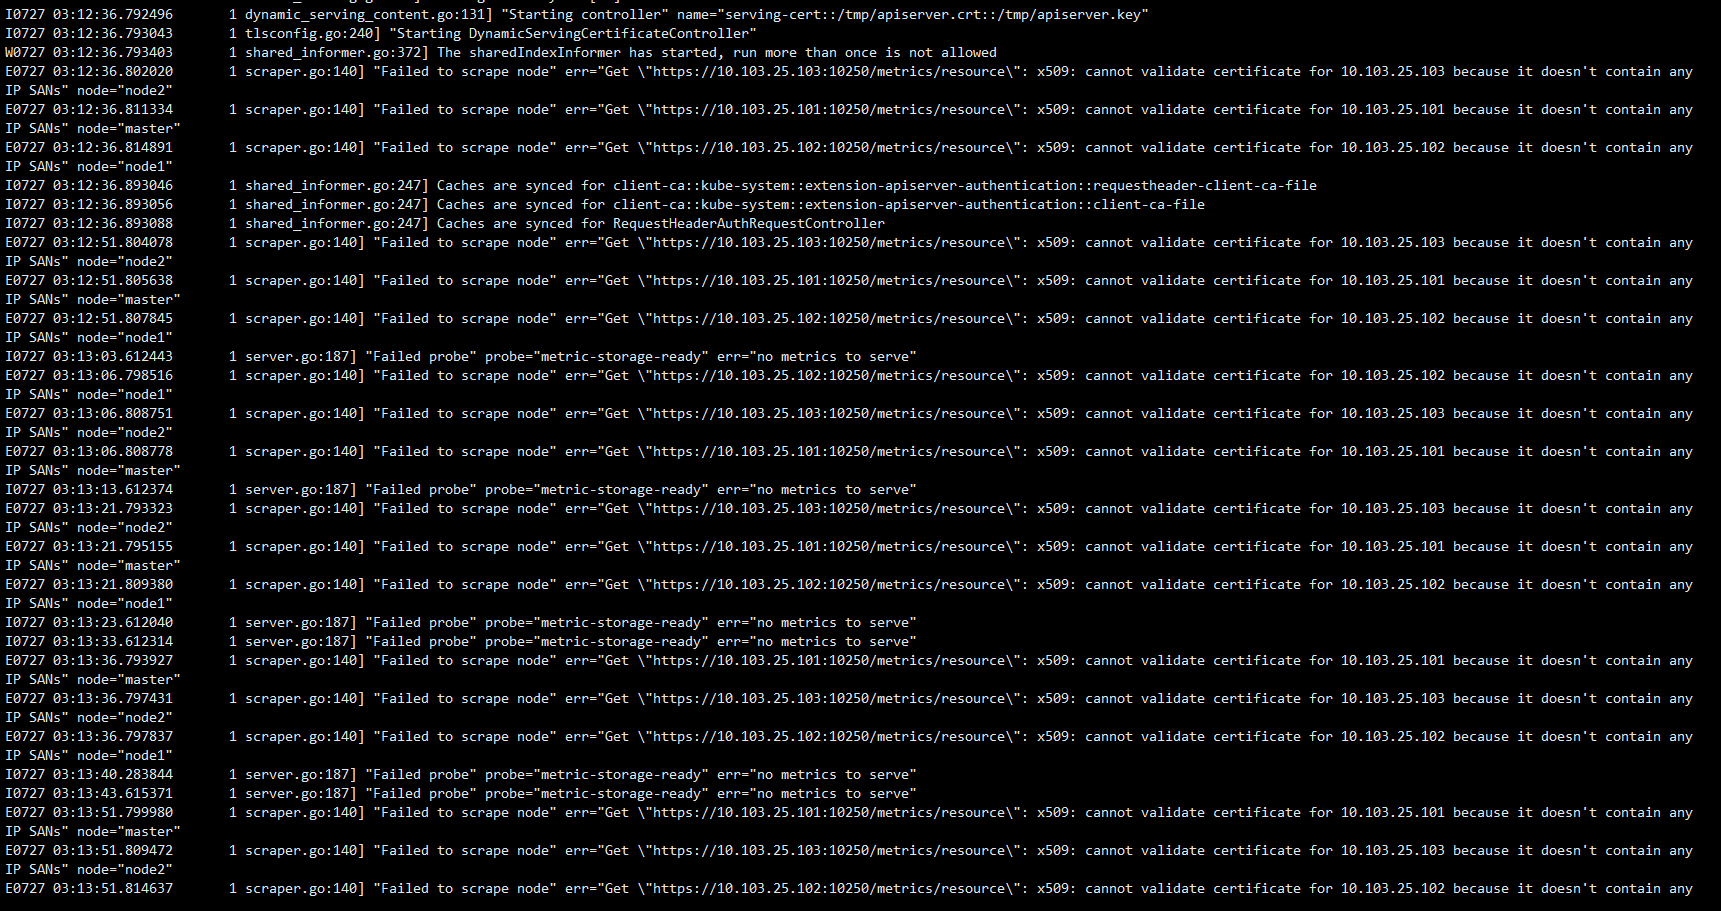 I0727 03:12:36.792496       1 dynamic_serving_content.go:131] "Starting controller" name="serving-cert::/tmp/apiserver.crt::/tmp/apiserver.key"
I0727 03:12:36.793043       1 tlsconfig.go:240] "Starting DynamicServingCertificateController"
W0727 03:12:36.793403       1 shared_informer.go:372] The sharedIndexInformer has started, run more than once is not allowed
E0727 03:12:36.802020       1 scraper.go:140] "Failed to scrape node" err="Get \"https://10.103.25.103:10250/metrics/resource\": x509: cannot validate certificate for 10.103.25.103 because it doesn't contain any
IP SANs" node="node2"
E0727 03:12:36.811334       1 scraper.go:140] "Failed to scrape node" err="Get \"https://10.103.25.101:10250/metrics/resource\": x509: cannot validate certificate for 10.103.25.101 because it doesn't contain any
IP SANs" node="master"
E0727 03:12:36.814891       1 scraper.go:140] "Failed to scrape node" err="Get \"https://10.103.25.102:10250/metrics/resource\": x509: cannot validate certificate for 10.103.25.102 because it doesn't contain any
IP SANs" node="node1"
I0727 03:12:36.893046       1 shared_informer.go:247] Caches are synced for client-ca::kube-system::extension-apiserver-authentication::requestheader-client-ca-file
I0727 03:12:36.893056       1 shared_informer.go:247] Caches are synced for client-ca::kube-system::extension-apiserver-authentication::client-ca-file
I0727 03:12:36.893088       1 shared_informer.go:247] Caches are synced for RequestHeaderAuthRequestController
E0727 03:12:51.804078       1 scraper.go:140] "Failed to scrape node" err="Get \"https://10.103.25.103:10250/metrics/resource\": x509: cannot validate certificate for 10.103.25.103 because it doesn't contain any
IP SANs" node="node2"
E0727 03:12:51.805638       1 scraper.go:140] "Failed to scrape node" err="Get \"https://10.103.25.101:10250/metrics/resource\": x509: cannot validate certificate for 10.103.25.101 because it doesn't contain any
IP SANs" node="master"
E0727 03:12:51.807845       1 scraper.go:140] "Failed to scrape node" err="Get \"https://10.103.25.102:10250/metrics/resource\": x509: cannot validate certificate for 10.103.25.102 because it doesn't contain any
IP SANs" node="node1"
I0727 03:13:03.612443       1 server.go:187] "Failed probe" probe="metric-storage-ready" err="no metrics to serve"
E0727 03:13:06.798516       1 scraper.go:140] "Failed to scrape node" err="Get \"https://10.103.25.102:10250/metrics/resource\": x509: cannot validate certificate for 10.103.25.102 because it doesn't contain any
IP SANs" node="node1"
E0727 03:13:06.808751       1 scraper.go:140] "Failed to scrape node" err="Get \"https://10.103.25.103:10250/metrics/resource\": x509: cannot validate certificate for 10.103.25.103 because it doesn't contain any
IP SANs" node="node2"
E0727 03:13:06.808778       1 scraper.go:140] "Failed to scrape node" err="Get \"https://10.103.25.101:10250/metrics/resource\": x509: cannot validate certificate for 10.103.25.101 because it doesn't contain any
IP SANs" node="master"
I0727 03:13:13.612374       1 server.go:187] "Failed probe" probe="metric-storage-ready" err="no metrics to serve"
E0727 03:13:21.793323       1 scraper.go:140] "Failed to scrape node" err="Get \"https://10.103.25.103:10250/metrics/resource\": x509: cannot validate certificate for 10.103.25.103 because it doesn't contain any
IP SANs" node="node2"
E0727 03:13:21.795155       1 scraper.go:140] "Failed to scrape node" err="Get \"https://10.103.25.101:10250/metrics/resource\": x509: cannot validate certificate for 10.103.25.101 because it doesn't contain any
IP SANs" node="master"
E0727 03:13:21.809380       1 scraper.go:140] "Failed to scrape node" err="Get \"https://10.103.25.102:10250/metrics/resource\": x509: cannot validate certificate for 10.103.25.102 because it doesn't contain any
IP SANs" node="node1"
I0727 03:13:23.612040       1 server.go:187] "Failed probe" probe="metric-storage-ready" err="no metrics to serve"
I0727 03:13:33.612314       1 server.go:187] "Failed probe" probe="metric-storage-ready" err="no metrics to serve"
E0727 03:13:36.793927       1 scraper.go:140] "Failed to scrape node" err="Get \"https://10.103.25.101:10250/metrics/resource\": x509: cannot validate certificate for 10.103.25.101 because it doesn't contain any
IP SANs" node="master"
E0727 03:13:36.797431       1 scraper.go:140] "Failed to scrape node" err="Get \"https://10.103.25.103:10250/metrics/resource\": x509: cannot validate certificate for 10.103.25.103 because it doesn't contain any
IP SANs" node="node2"
E0727 03:13:36.797837       1 scraper.go:140] "Failed to scrape node" err="Get \"https://10.103.25.102:10250/metrics/resource\": x509: cannot validate certificate for 10.103.25.102 because it doesn't contain any
IP SANs" node="node1"
I0727 03:13:40.283844       1 server.go:187] "Failed probe" probe="metric-storage-ready" err="no metrics to serve"
I0727 03:13:43.615371       1 server.go:187] "Failed probe" probe="metric-storage-ready" err="no metrics to serve"
E0727 03:13:51.799980       1 scraper.go:140] "Failed to scrape node" err="Get \"https://10.103.25.101:10250/metrics/resource\": x509: cannot validate certificate for 10.103.25.101 because it doesn't contain any
IP SANs" node="master"
E0727 03:13:51.809472       1 scraper.go:140] "Failed to scrape node" err="Get \"https://10.103.25.103:10250/metrics/resource\": x509: cannot validate certificate for 10.103.25.103 because it doesn't contain any
IP SANs" node="node2"
E0727 03:13:51.814637       1 scraper.go:140] "Failed to scrape node" err="Get \"https://10.103.25.102:10250/metrics/resource\": x509: cannot validate certificate for 10.103.25.102 because it doesn't contain any